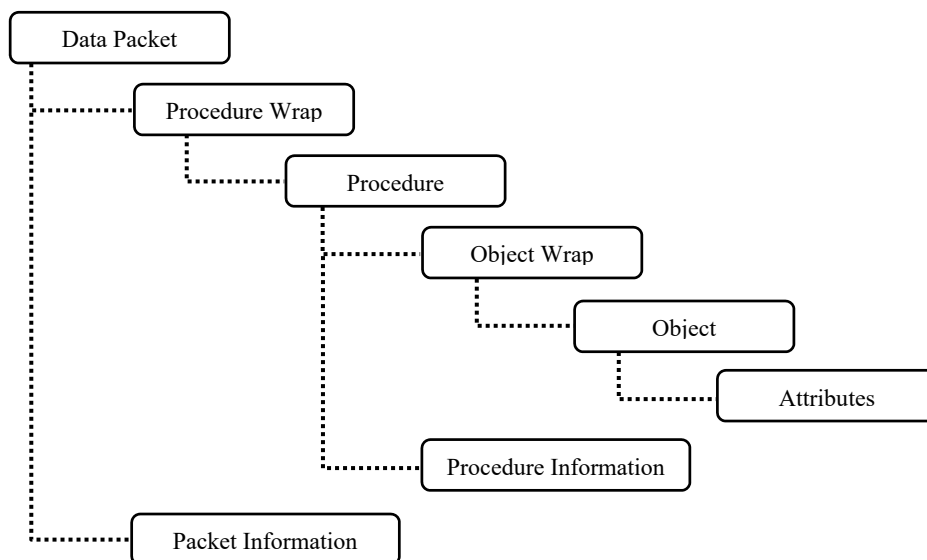 Data Packet
Procedure Wrap
Procedure
Object Wrap
Object
Attributes
Procedure Information
Packet Information